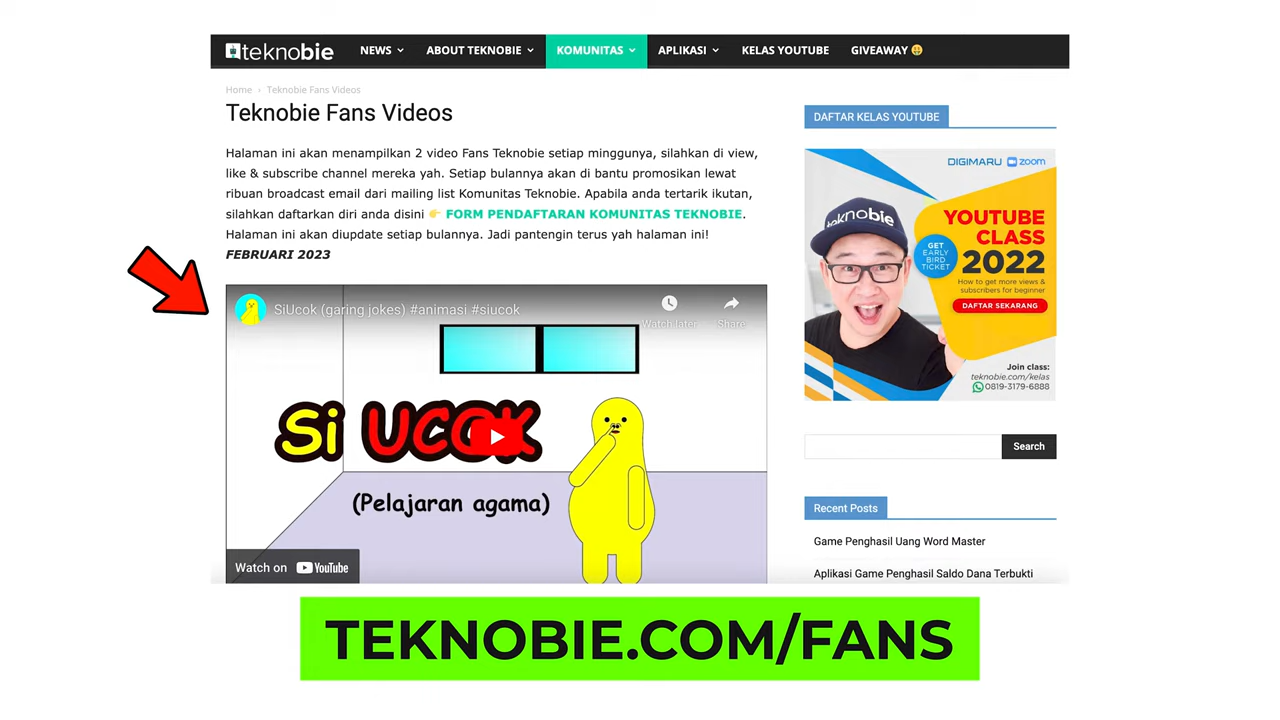 teknobie
NEWS
ABOUT TEKNOBIE
KOMUNITAS
APLIKASI
KELAS YOUTUBE
GIVEAWAY 😀
Home › Teknobie Fans Videos
Teknobie Fans Videos
Halaman ini akan menampilkan 2 video Fans Teknobie setiap minggunya, silahkan di view,
like & subscribe channel mereka yah. Setiap bulannya akan di bantu promosikan lewat
ribuan broadcast email dari mailing list Komunitas Teknobie. Apabila anda tertarik ikutan,
silahkan daftarkan diri anda disini 👉 FORM PENDAFTARAN KOMUNITAS TEKNOBIE.
Halaman ini akan diupdate setiap bulannya. Jadi pantengin terus yah halaman ini!
FEBRUARI 2023
SiUcok (garing jokes) #animasi #siucok
Watch later
Share
Si UCOK
(Pelajaran agama)
Watch on YouTube
DAFTAR KELAS YOUTUBE
DIGIMARU zoom
teknobie
YOUTUBE
CLASS
2022
GET
EARLY
BIRD
TICKET
How to get more views &
subscribers for beginner
DAFTAR SEKARANG
Join class:
teknobie.com/kelas
0819-3179-6888
Search
Recent Posts
Game Penghasil Uang Word Master
Aplikasi Game Penghasil Saldo Dana Terbukti
TEKNOBIE.COM/FANS